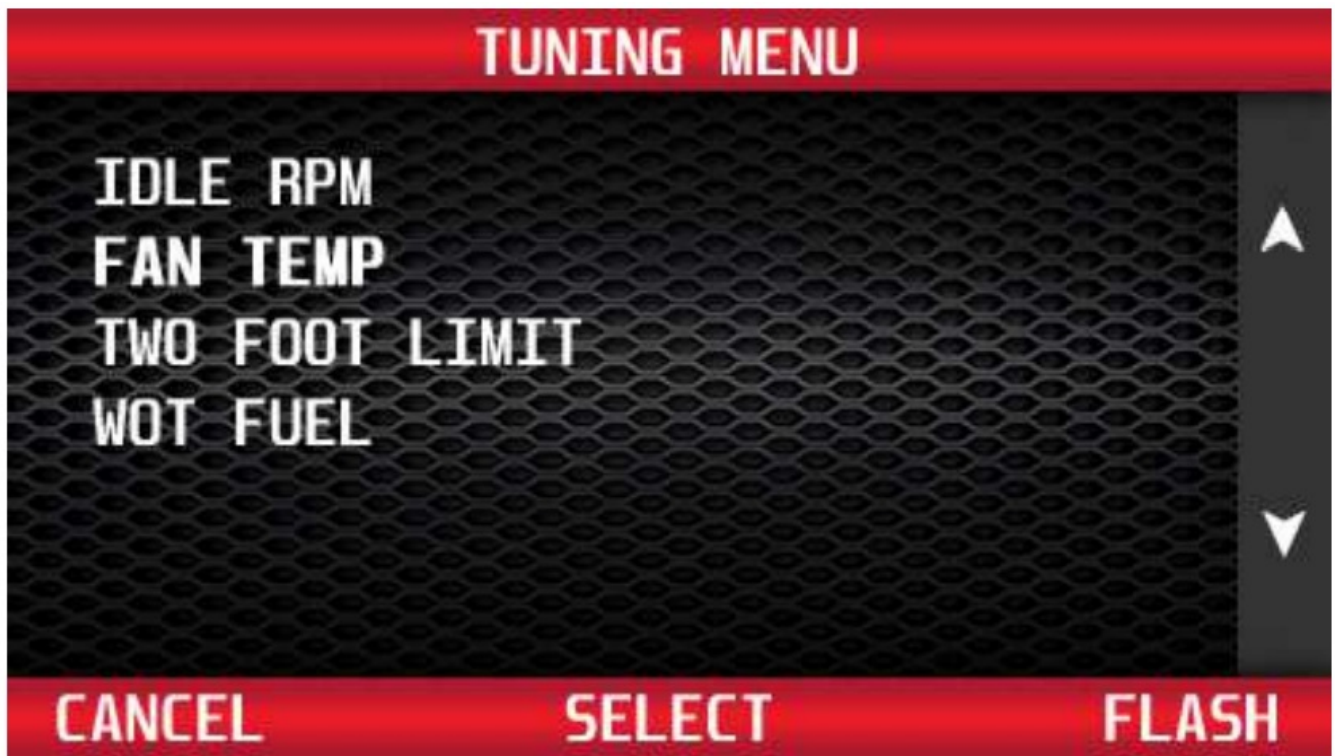 TUNING MENU
IDLE RPM
FAN TEMP
TWO FOOT LIMIT
WOT FUEL
CANCEL SELECT FLASH